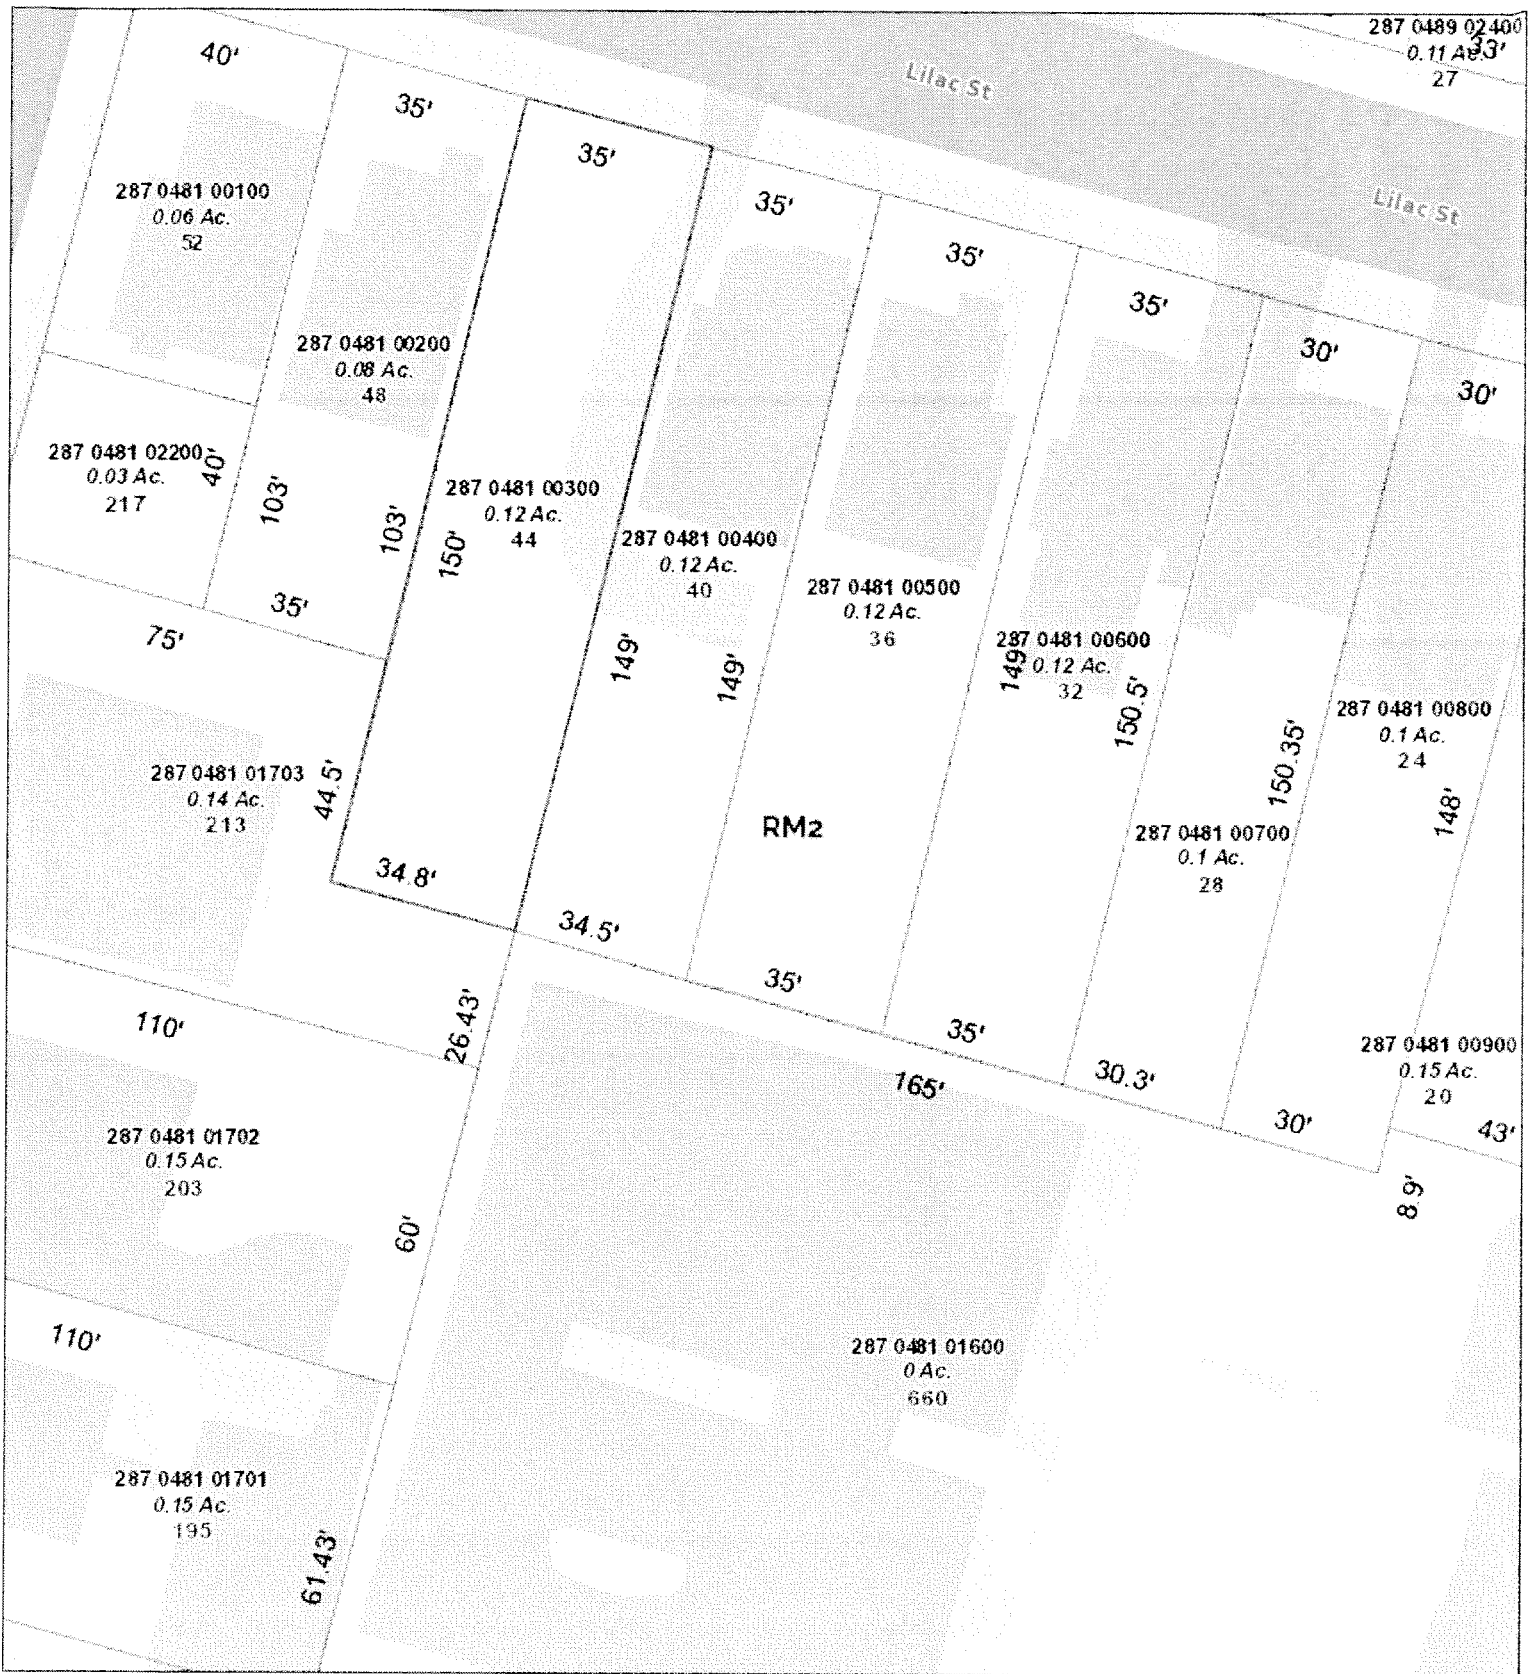 287 0489 02400
0.11 Ac.
33'
27
Lilac St
Lilac St
40'
35'
35'
35'
35'
35'
30'
30'
287 0481 00100
0.06 Ac.
52
287 0481 00200
0.08 Ac.
48
287 0481 02200
0.03 Ac.
217
40'
103'
103'
150'
287 0481 00300
0.12 Ac.
44
287 0481 00400
0.12 Ac.
40
287 0481 00500
0.12 Ac.
36
287 0481 00600
0.12 Ac.
32
35'
75'
149'
149'
149'
150.5'
150.35'
287 0481 00800
0.1 Ac.
24
148'
287 0481 01703
0.14 Ac.
213
44.5'
34.8'
RM2
287 0481 00700
0.1 Ac.
28
34.5'
35'
35'
30.3'
30'
165'
110'
26.43'
287 0481 00900
0.15 Ac.
20
43'
8.9'
287 0481 01702
0.15 Ac.
203
60'
110'
287 0481 01600
0 Ac.
660
287 0481 01701
0.15 Ac.
195
61.43'